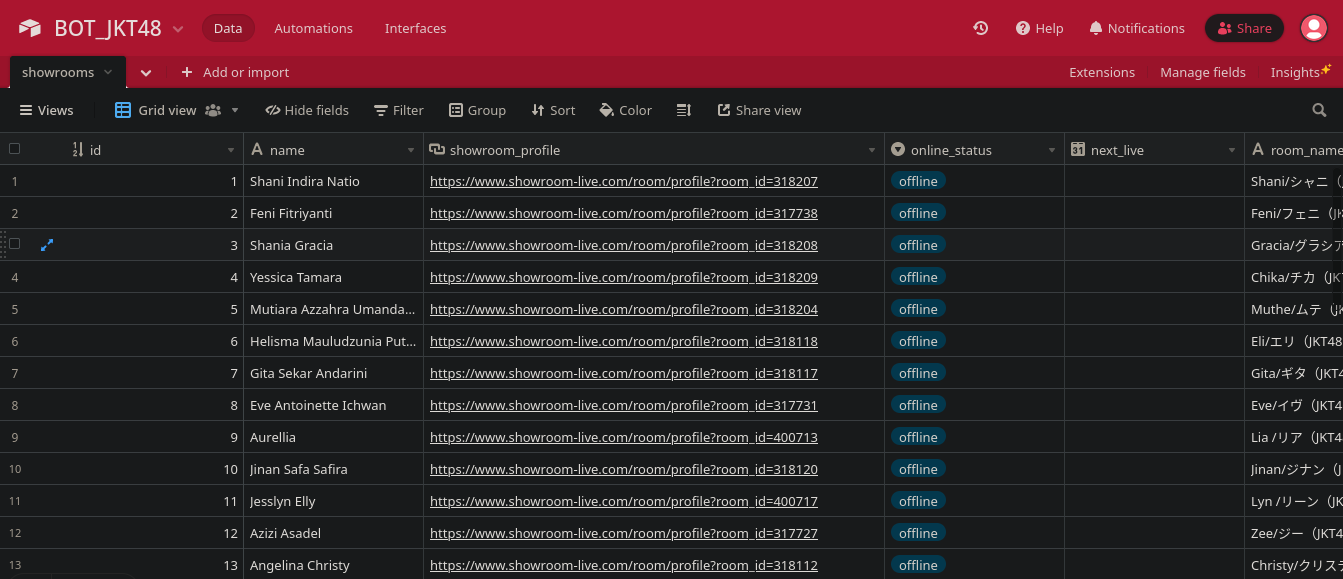 BOT_JKT48 Data Automations Interfaces Help Notifications Share
showrooms Add or import Extensions Manage fields Insights
Views Grid view Hide fields Filter Group Sort Color Share view
id name showroom_profile online_status next_live room_name
1 1 Shani Indira Natio https://www.showroom-live.com/room/profile?room_id=318207 offline Shani/シャニ（
2 2 Feni Fitriyanti https://www.showroom-live.com/room/profile?room_id=317738 offline Feni/フェニ（JK
3 Shania Gracia https://www.showroom-live.com/room/profile?room_id=318208 offline Gracia/グラシア
4 4 Yessica Tamara https://www.showroom-live.com/room/profile?room_id=318209 offline Chika/チカ（JKT
5 5 Mutiara Azzahra Umanda... https://www.showroom-live.com/room/profile?room_id=318204 offline Muthe/ムテ（JK
6 6 Helisma Mauludzunia Put... https://www.showroom-live.com/room/profile?room_id=318118 offline Eli/エリ（JKT48
7 7 Gita Sekar Andarini https://www.showroom-live.com/room/profile?room_id=318117 offline Gita/ギタ（JKT4
8 8 Eve Antoinette Ichwan https://www.showroom-live.com/room/profile?room_id=317731 offline Eve/イヴ（JKT4
9 9 Aurellia https://www.showroom-live.com/room/profile?room_id=400713 offline Lia /リア（JKT4
10 10 Jinan Safa Safira https://www.showroom-live.com/room/profile?room_id=318120 offline Jinan/ジナン（J
11 11 Jesslyn Elly https://www.showroom-live.com/room/profile?room_id=400717 offline Lyn /リーン（JK
12 12 Azizi Asadel https://www.showroom-live.com/room/profile?room_id=317727 offline Zee/ジー（JKT4
13 13 Angelina Christy https://www.showroom-live.com/room/profile?room_id=318112 offline Christy/クリス